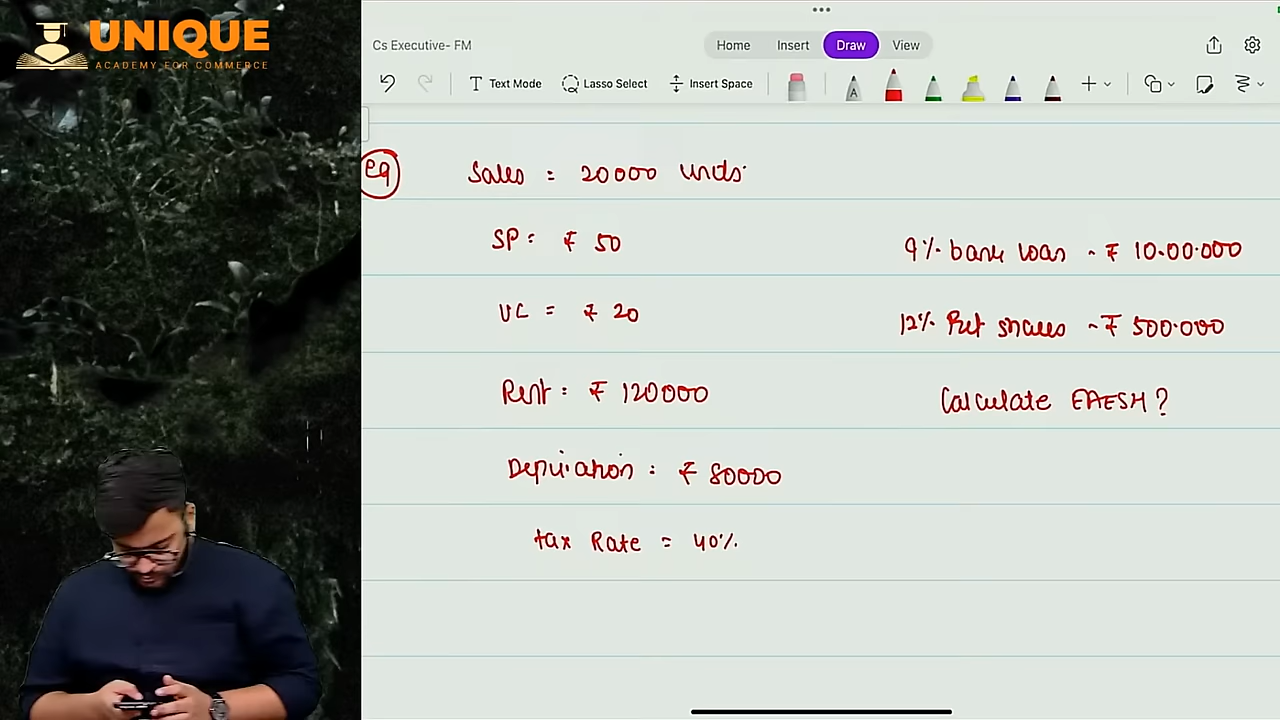 UNIQUE
ACADEMY FOR COMMERCE
Cs Executive- FM
Home Insert Draw View
Text Mode Lasso Select Insert Space
eg
Sales = 20000 units
SP = ₹ 50
VC = ₹ 20
Rent = ₹ 120000
Depreciation = ₹ 80000
tax Rate = 40%
9% bank loan - ₹ 10.00.000
12% Pref shares - ₹ 500.000
Calculate EAESH?